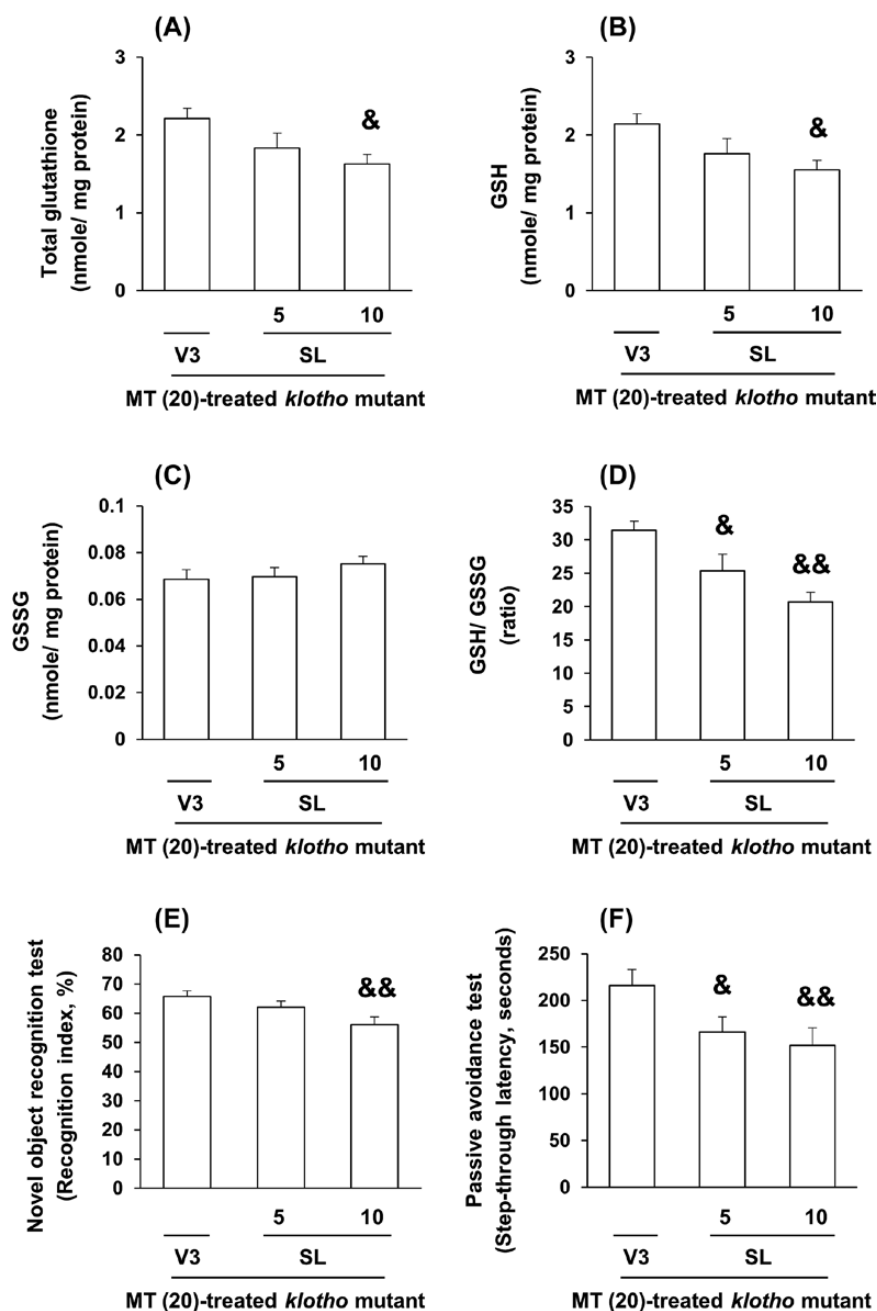 (A)
Total glutathione
(nmole/ mg protein)
3
2
1
0
&
5 10
V3 SL
MT (20)-treated klotho mutant
(B)
GSH
(nmole/ mg protein)
3
2
1
0
&
5 10
V3 SL
MT (20)-treated klotho mutant
(C)
GSSG
(nmole/ mg protein)
0.1
0.08
0.06
0.04
0.02
0
5 10
V3 SL
MT (20)-treated klotho mutant
(D)
GSH/ GSSG
(ratio)
35
30
25
20
15
10
5
0
&
&&
5 10
V3 SL
MT (20)-treated klotho mutant
(E)
Novel object recognition test
(Recognition index, %)
80
70
60
50
40
30
20
10
0
&&
5 10
V3 SL
MT (20)-treated klotho mutant
(F)
Passive avoidance test
(Step-through latency, seconds)
250
200
150
100
50
0
&
&&
5 10
V3 SL
MT (20)-treated klotho mutant